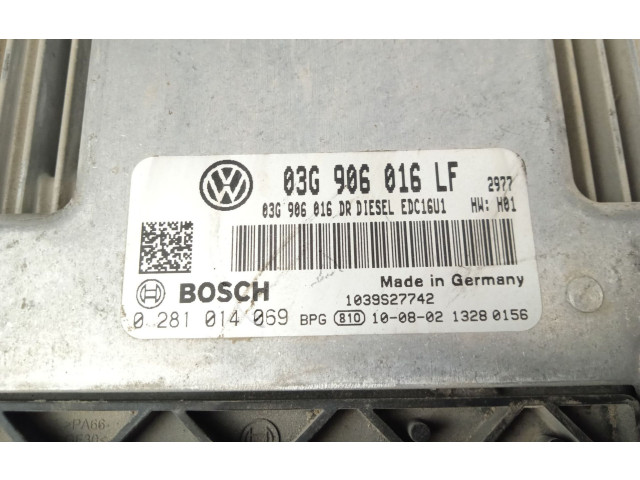 03G 906 016 LF 2977
03G 906 016 DR DIESEL EDC16U1 HW: H01
BOSCH Made in Germany
1039S27742
0 281 014 069 BPG 810 10-08-02 1328 0156
>PA66-